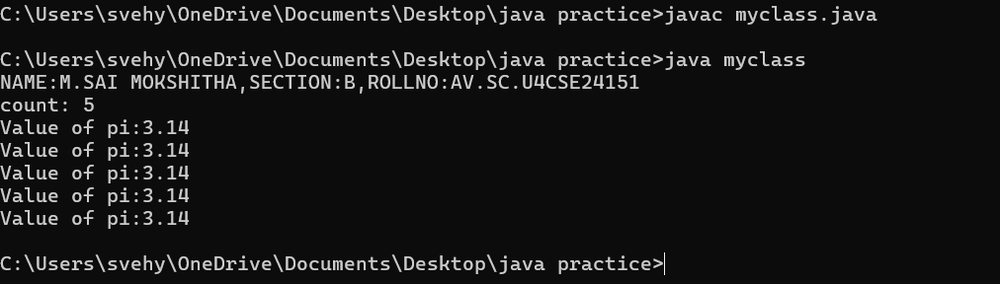 C:\Users\svehy\OneDrive\Documents\Desktop\java practice>javac myclass.java
C:\Users\svehy\OneDrive\Documents\Desktop\java practice>java myclass
NAME:M.SAI MOKSHITHA,SECTION:B,ROLLNO:AV.SC.U4CSE24151
count: 5
Value of pi:3.14
Value of pi:3.14
Value of pi:3.14
Value of pi:3.14
Value of pi:3.14
C:\Users\svehy\OneDrive\Documents\Desktop\java practice>